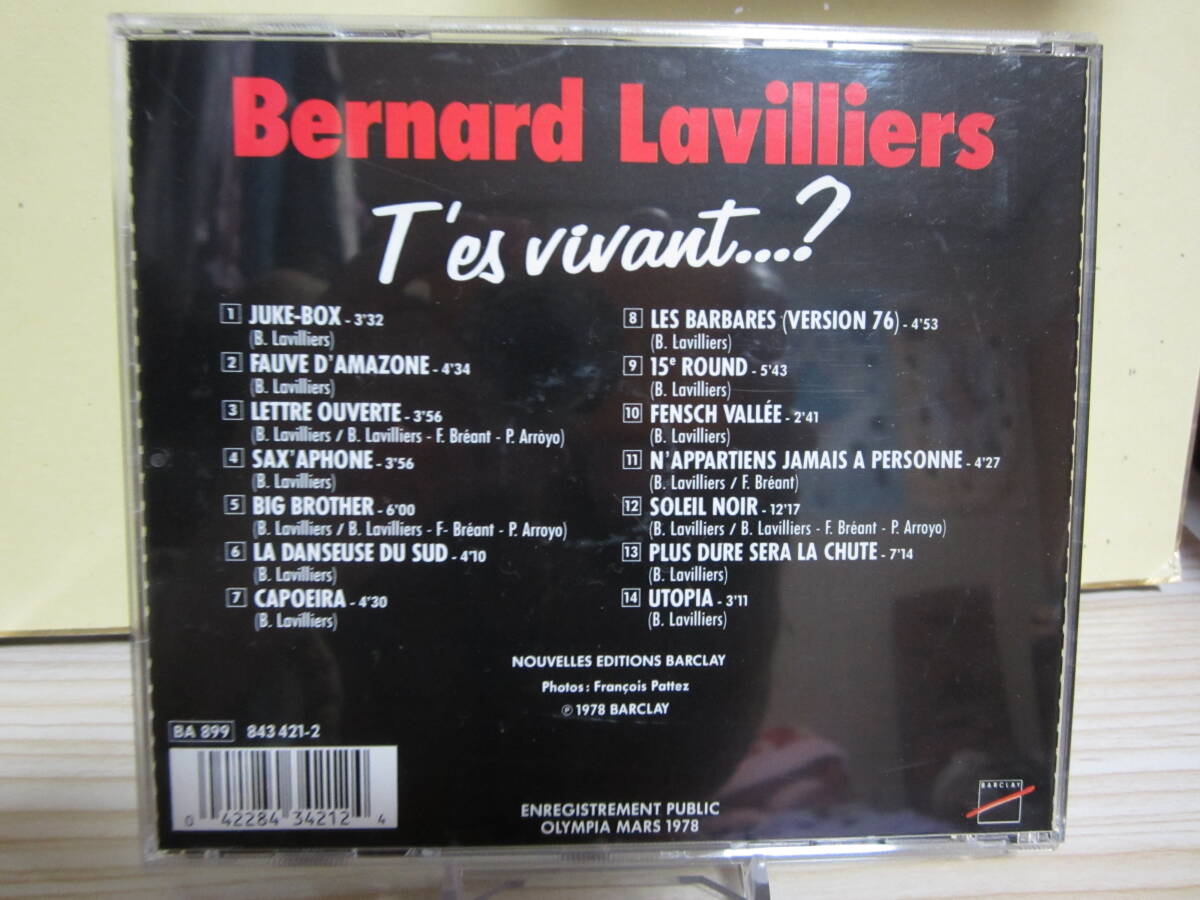 Bernard Lavilliers
T'es vivant...?
1 JUKE-BOX - 3'32
(B. Lavilliers)
2 FAUVE D'AMAZONE - 4'34
(B. Lavilliers)
3 LETTRE OUVERTE - 3'56
(B. Lavilliers / B. Lavilliers - F. Bréant - P. Arrôyo)
4 SAX'APHONE - 3'56
(B. Lavilliers)
5 BIG BROTHER - 6'00
(B. Lavilliers / B. Lavilliers - F- Bréant - P. Arroyo)
6 LA DANSEUSE DU SUD - 4'10
(B. Lavilliers)
7 CAPOEIRA - 4'30
(B. Lavilliers)
8 LES BARBARES (VERSION 76) - 4'53
(B. Lavilliers)
9 15e ROUND - 5'43
(B. Lavilliers)
10 FENSCH VALLÉE - 2'41
(B. Lavilliers)
11 N'APPARTIENS JAMAIS A PERSONNE - 4'27
(B. Lavilliers / F. Bréant)
12 SOLEIL NOIR - 12'17
(B. Lavilliers / B. Lavilliers - F. Bréant - P. Arroyo)
13 PLUS DURE SERA LA CHUTE - 7'14
(B. Lavilliers)
14 UTOPIA - 3'11
(B. Lavilliers)
NOUVELLES EDITIONS BARCLAY
Photos : François Pattez
℗ 1978 BARCLAY
BA 899 843 421-2
0 42284 34212 4
ENREGISTREMENT PUBLIC
OLYMPIA MARS 1978
BARCLAY